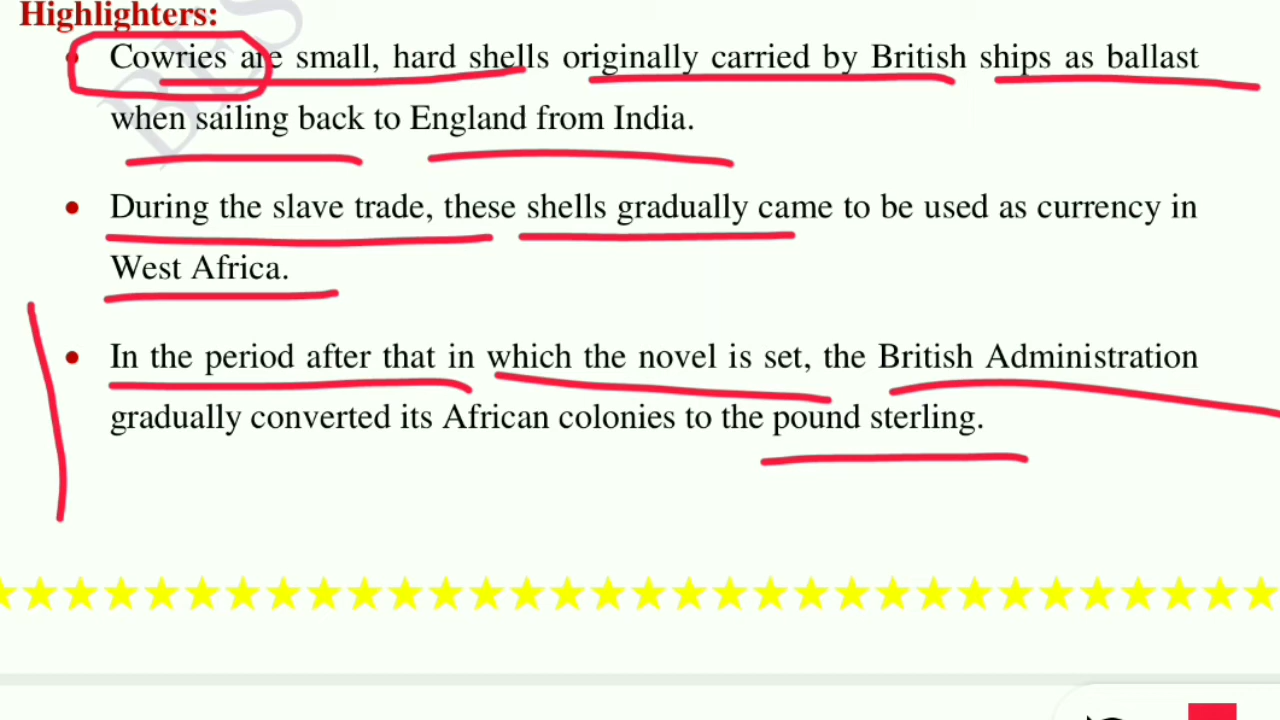 Highlighters:
• Cowries are small, hard shells originally carried by British ships as ballast
when sailing back to England from India.
• During the slave trade, these shells gradually came to be used as currency in
West Africa.
• In the period after that in which the novel is set, the British Administration
gradually converted its African colonies to the pound sterling.